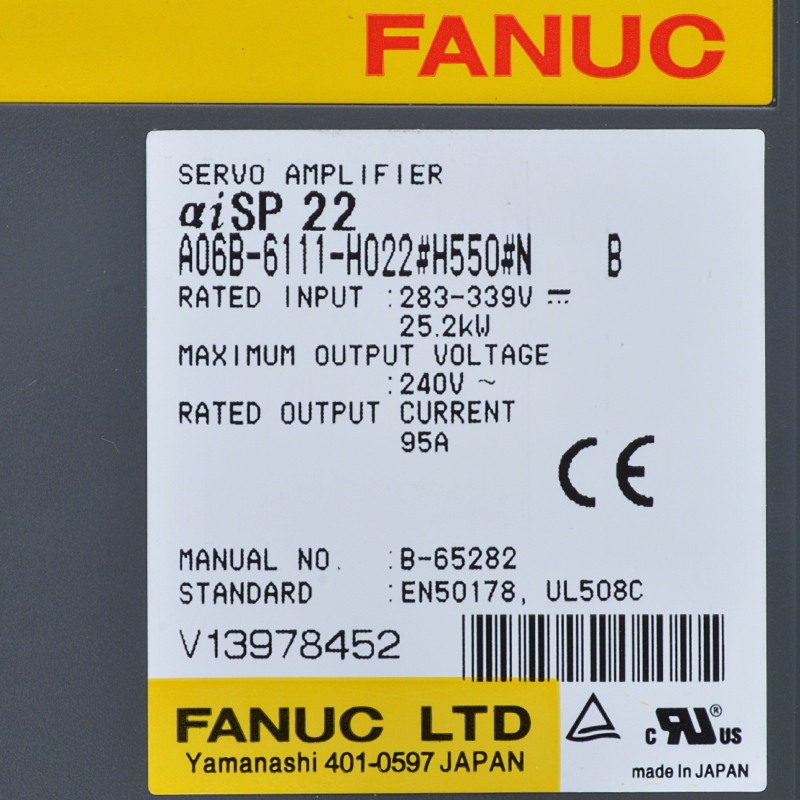 FANUC
SERVO AMPLIFIER
αiSP 22
A06B-6111-H022#H550#N B
RATED INPUT :283-339V ⎓
25.2kW
MAXIMUM OUTPUT VOLTAGE
:240V ~
RATED OUTPUT CURRENT
95A
CE
MANUAL NO. :B-65282
STANDARD :EN50178, UL508C
V13978452
FANUC LTD
Yamanashi 401-0597 JAPAN
c RU ® US
made In JAPAN